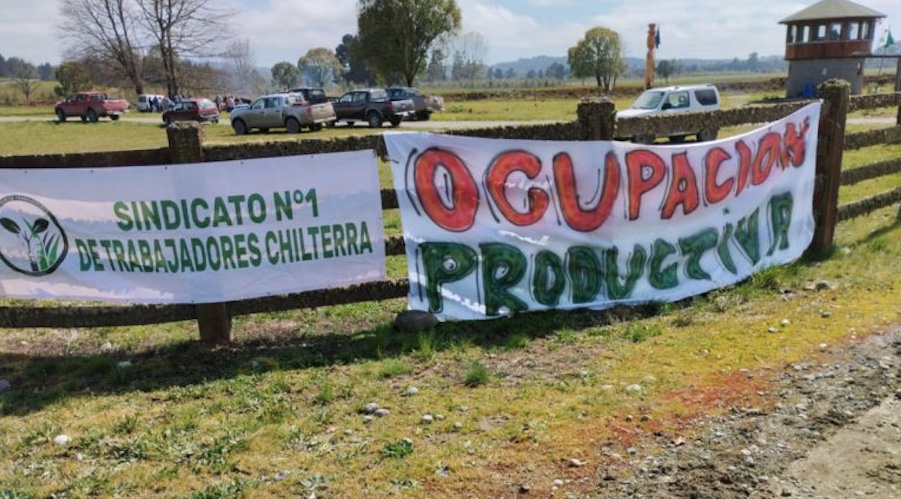 SINDICATO Nº1
DE TRABAJADORES CHILTERRA
OCUPACION
PRODUCTIVA